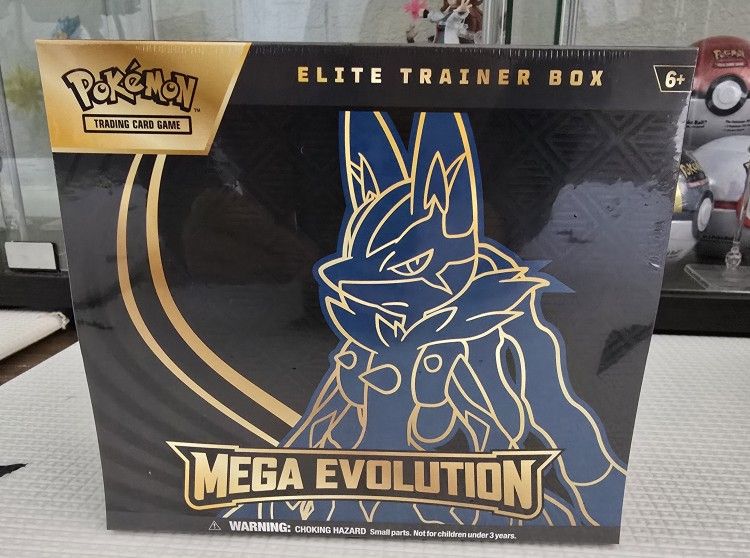 POKéMON
TRADING CARD GAME
ELITE TRAINER BOX
6+
MEGA EVOLUTION
WARNING: CHOKING HAZARD Small parts. Not for children under 3 years.